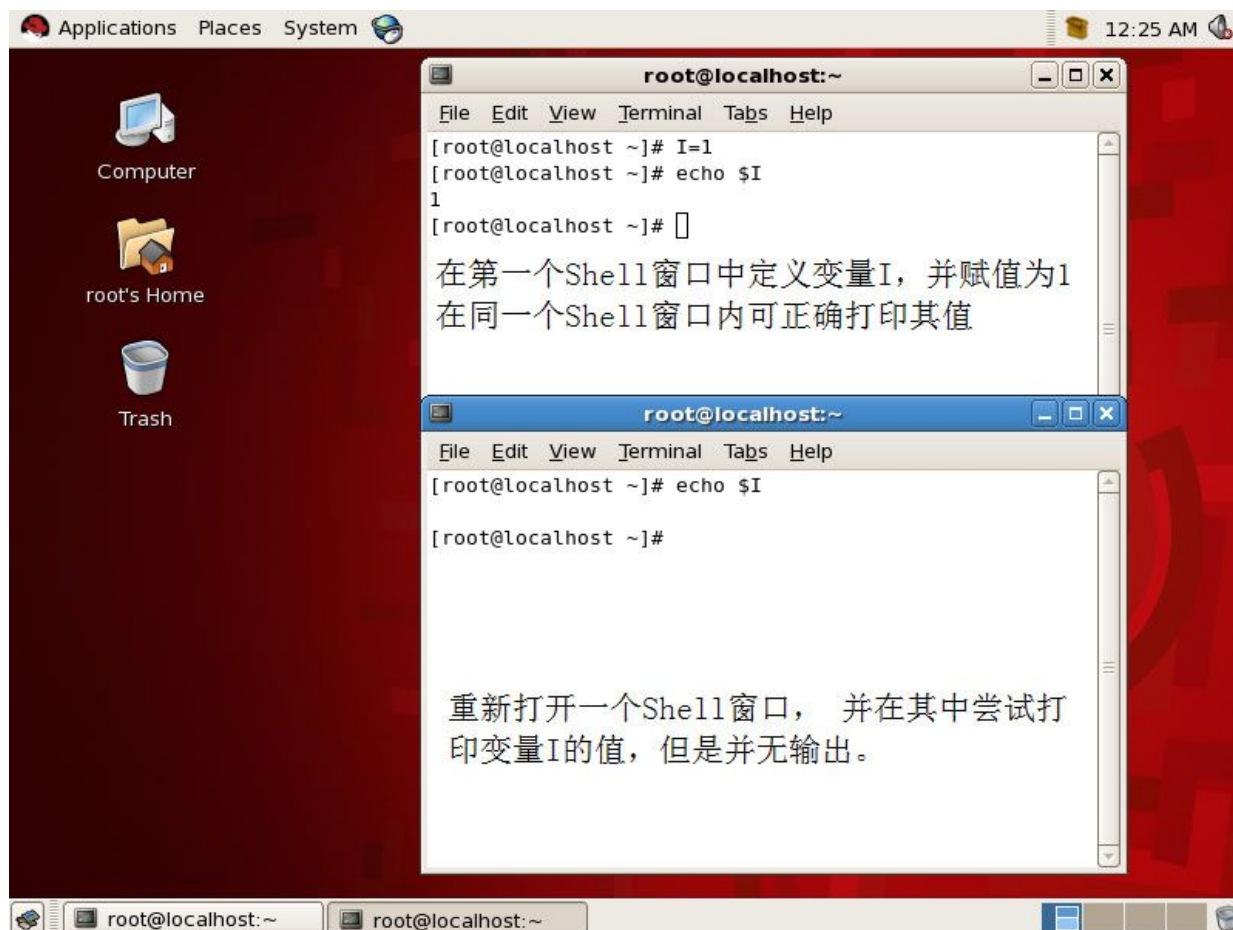 Applications Places System 12:25 AM
Computer
root's Home
Trash
root@localhost:~
File Edit View Terminal Tabs Help
[root@localhost ~]# I=1
[root@localhost ~]# echo $I
1
[root@localhost ~]#
在第一个Shell窗口中定义变量I，并赋值为1
在同一个Shell窗口内可正确打印其值
root@localhost:~
File Edit View Terminal Tabs Help
[root@localhost ~]# echo $I
[root@localhost ~]#
重新打开一个Shell窗口， 并在其中尝试打
印变量I的值，但是并无输出。
root@localhost:~ root@localhost:~